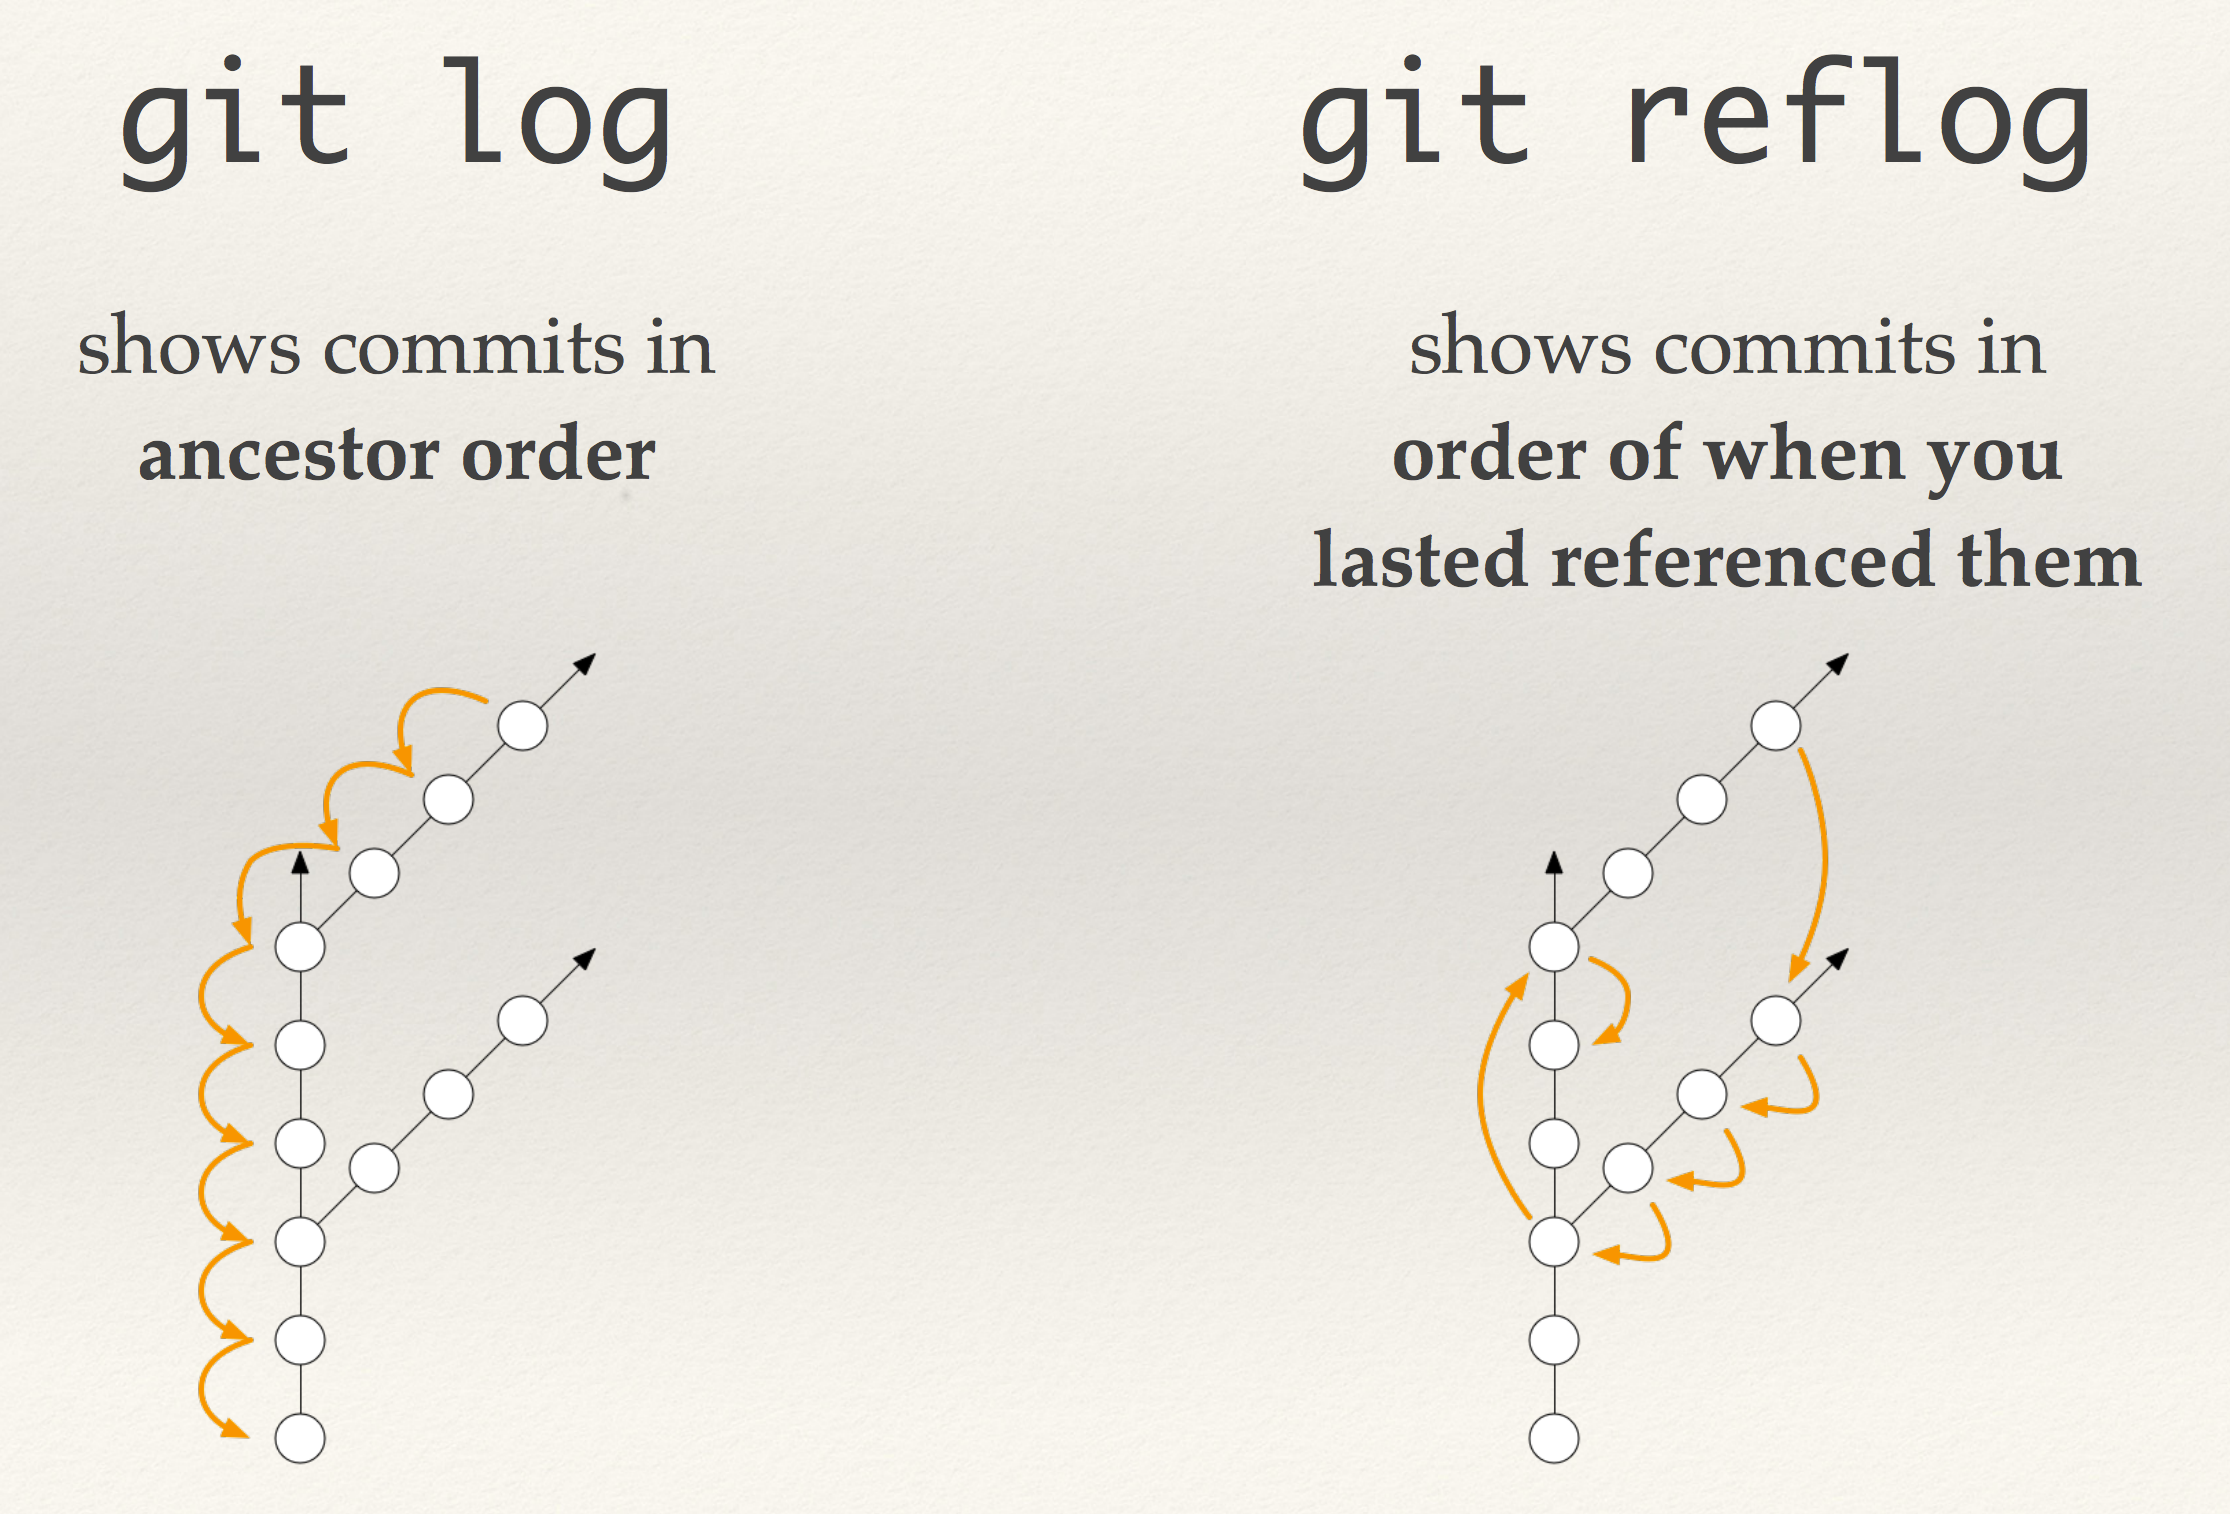 git log
shows commits in
ancestor order
git reflog
shows commits in
order of when you
lasted referenced them